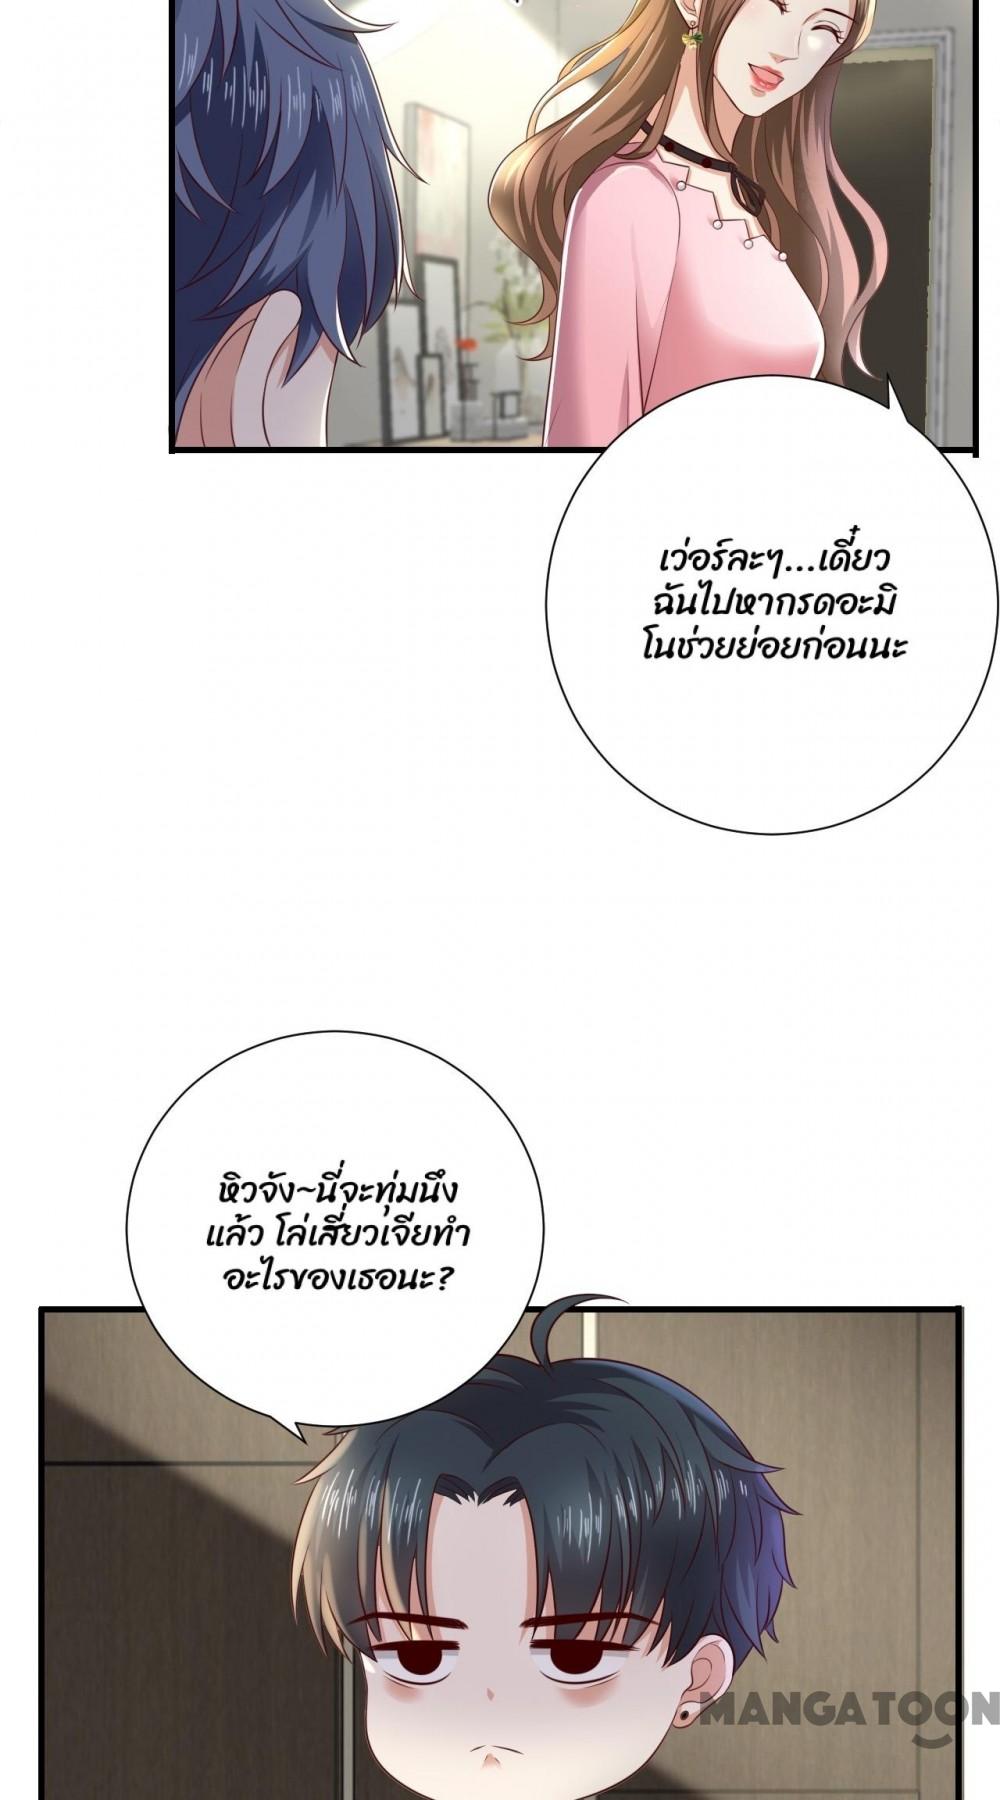 เว่อร์ละๆ...เดี๋ยว
ฉันไปหากรดอะมิ
โนช่วยย่อยก่อนนะ
หิวจัง~นี่จะทุ่มนึง
แล้ว โล่เสี่ยวเจียทำ
อะไรของเธอนะ?
MANGATOON